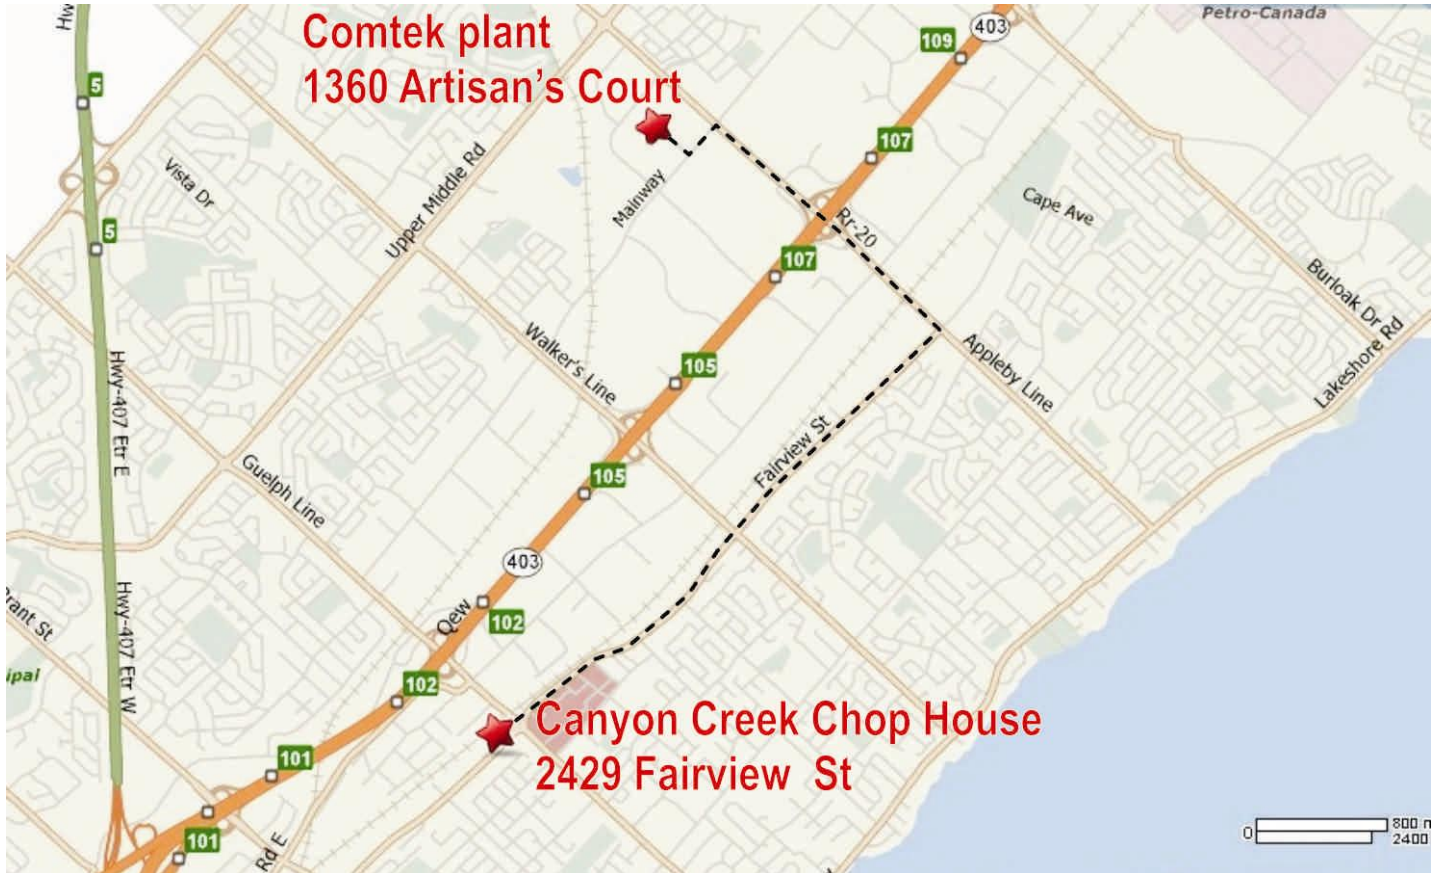 Hw
Petro-Canada
Comtek plant
1360 Artisan's Court
403
109
5
107
Vista Dr
Upper Middle Rd
Mainway
Cape Ave
Rr-20
5
107
Burloak Dr
Lakeshore Rd
Walker's Line
Appleby Line
105
Hwy-407 Etr E
Fairview St
Guelph Line
105
403
Hwy-407 Etr W
Qew
102
102
Canyon Creek Chop House
2429 Fairview St
101
101
Rd E
0
800 m
2400